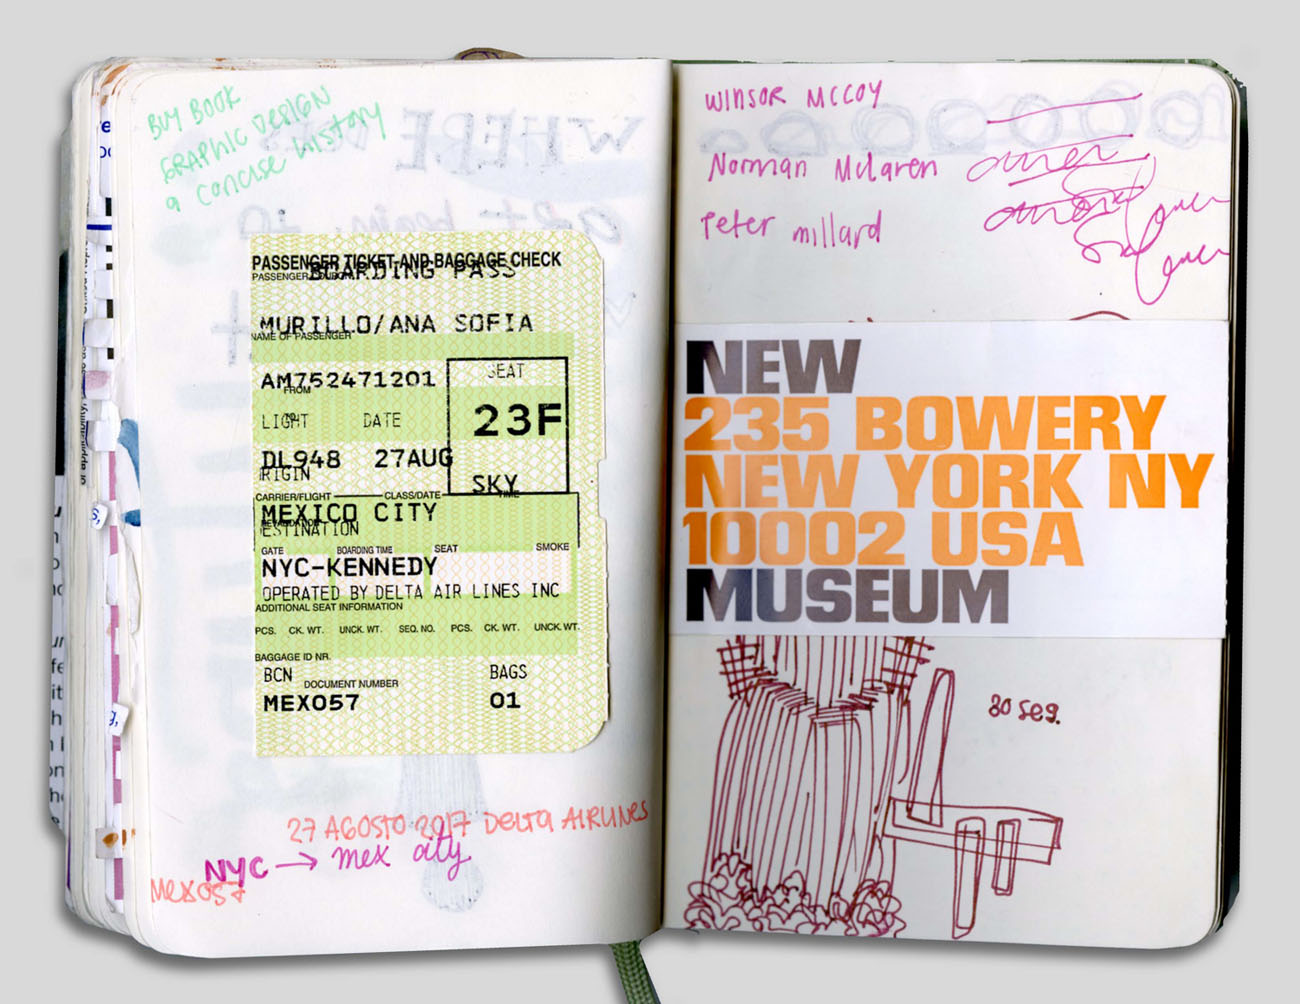 BUY BOOK
GRAPHIC DESIGN
a concise history
PASSENGER TICKET AND BAGGAGE CHECK
PASSENGER COUPON
BOARDING PASS
MURILLO/ANA SOFIA
NAME OF PASSENGER
AM752471201
FROM
SEAT
LIGHT DATE
23F
DL948 27AUG
RIGIN
SKY
CARRIER/FLIGHT CLASS/DATE TIME
MEXICO CITY
ESTINATION
GATE BOARDING TIME SEAT SMOKE
NYC-KENNEDY
OPERATED BY DELTA AIR LINES INC
ADDITIONAL SEAT INFORMATION
PCS. CK. WT. UNCK. WT. SEQ. NO. PCS. CK. WT. UNCK. WT.
BAGGAGE ID NR.
BCN BAGS
DOCUMENT NUMBER
MEX057 01
27 AGOSTO 2017 DELTA AIRLINES
NYC → mex city
Mex057
WINSOR MCCOY
Norman McLaren
Peter millard
NEW
235 BOWERY
NEW YORK NY
10002 USA
MUSEUM
30 seg.